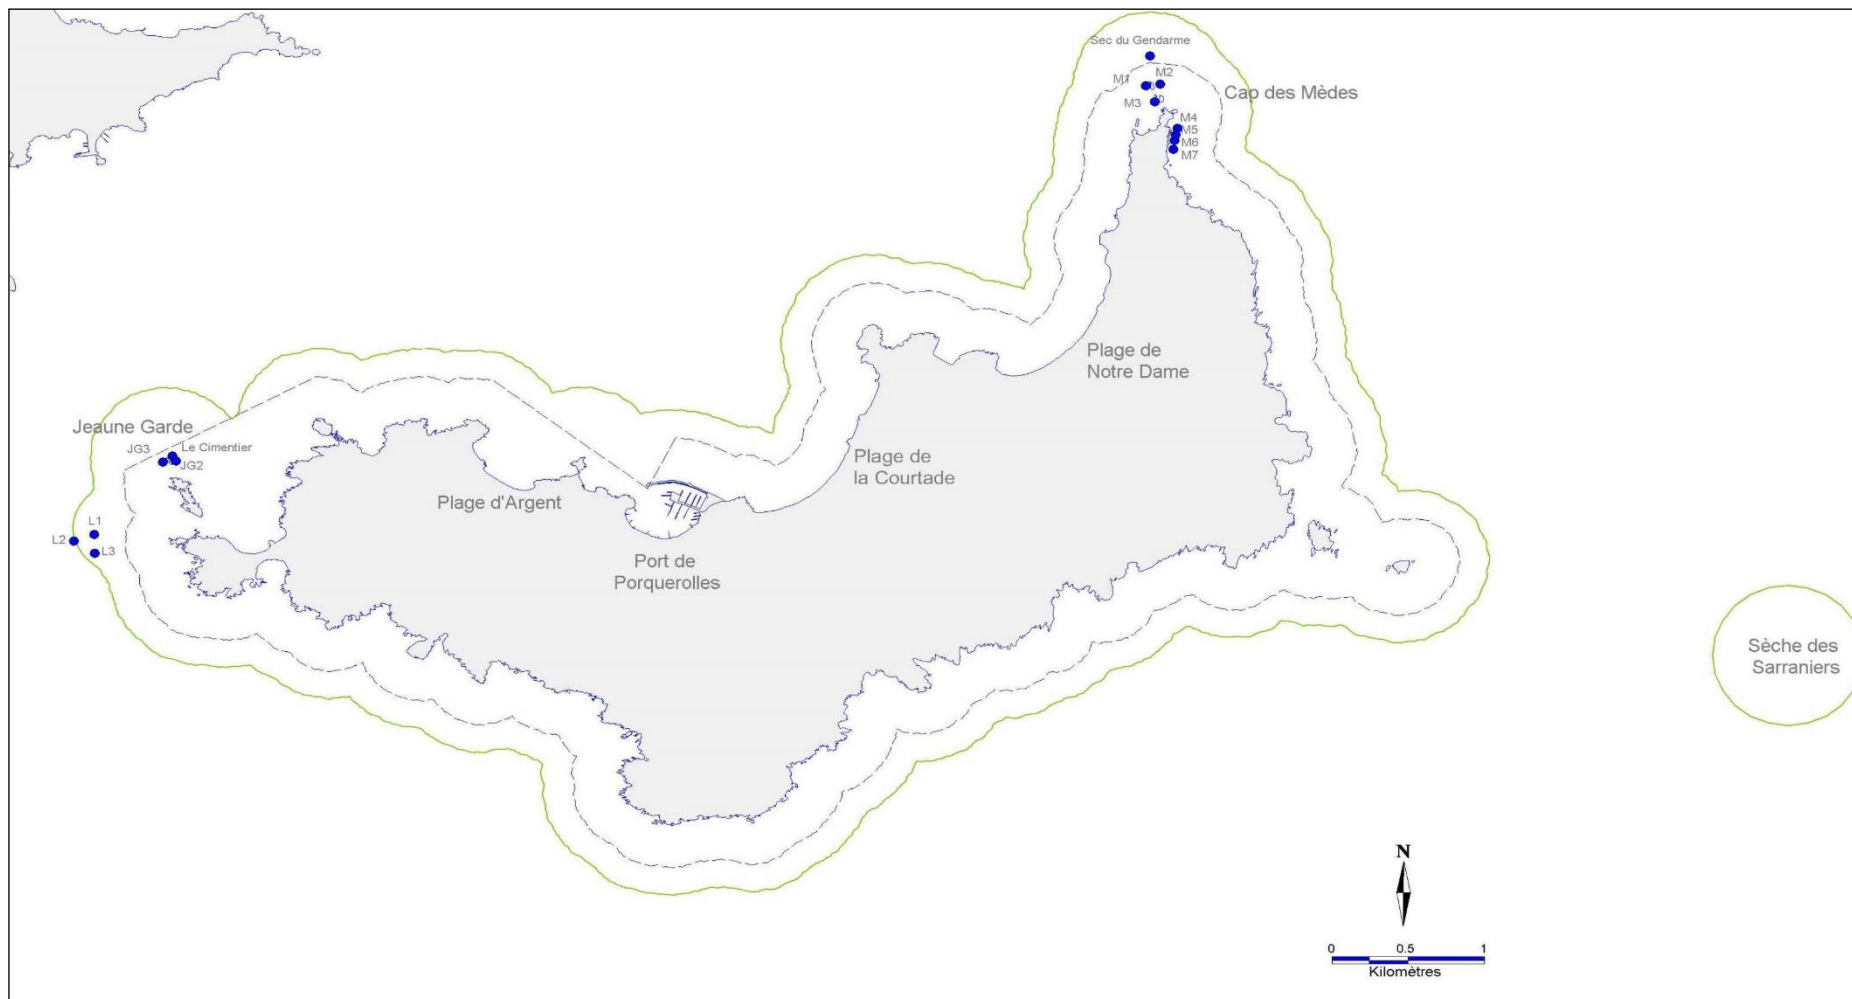 Sec du Gendarme
M1
M2
Cap des Mèdes
M3
M4
M5
M6
M7
Plage de
Notre Dame
Jeaune Garde
JG3
Le Cimentier
JG2
Plage de
la Courtade
Plage d'Argent
L1
L2
L3
Port de
Porquerolles
Sèche des
Sarraniers
N
0 0.5 1
Kilomètres